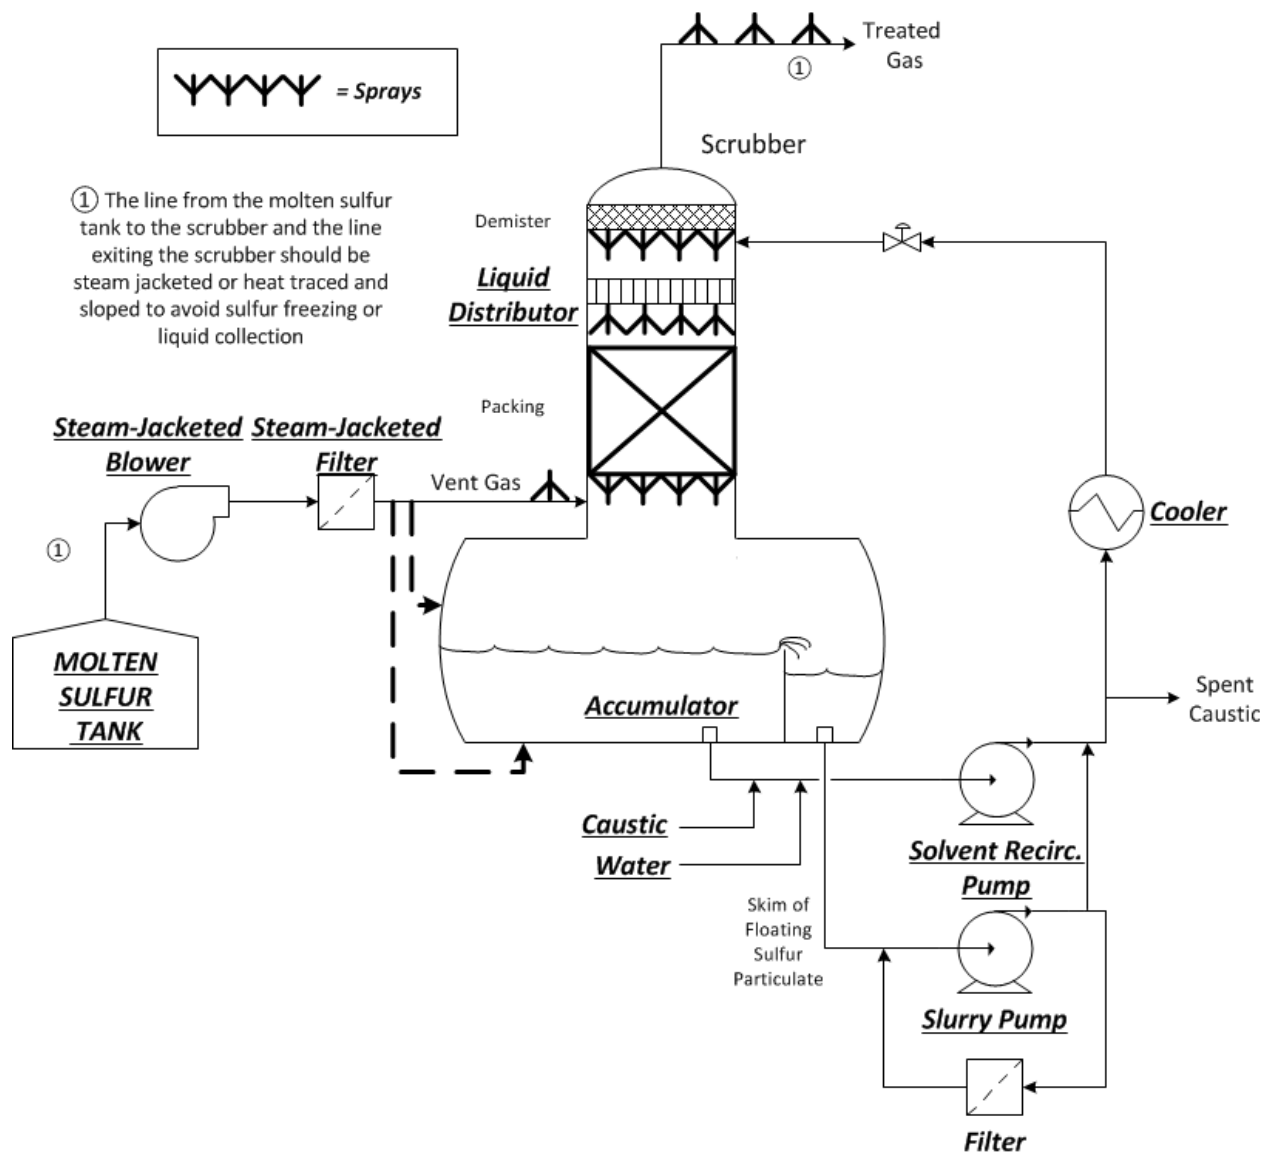 Treated
Gas
①
= Sprays
Scrubber
① The line from the molten sulfur
tank to the scrubber and the line
exiting the scrubber should be
steam jacketed or heat traced and
sloped to avoid sulfur freezing or
liquid collection
Demister
Liquid
Distributor
Packing
Steam-Jacketed
Blower
Steam-Jacketed
Filter
Vent Gas
①
Cooler
MOLTEN
SULFUR
TANK
Accumulator
Spent
Caustic
Caustic
Water
Solvent Recirc.
Pump
Skim of
Floating
Sulfur
Particulate
Slurry Pump
Filter